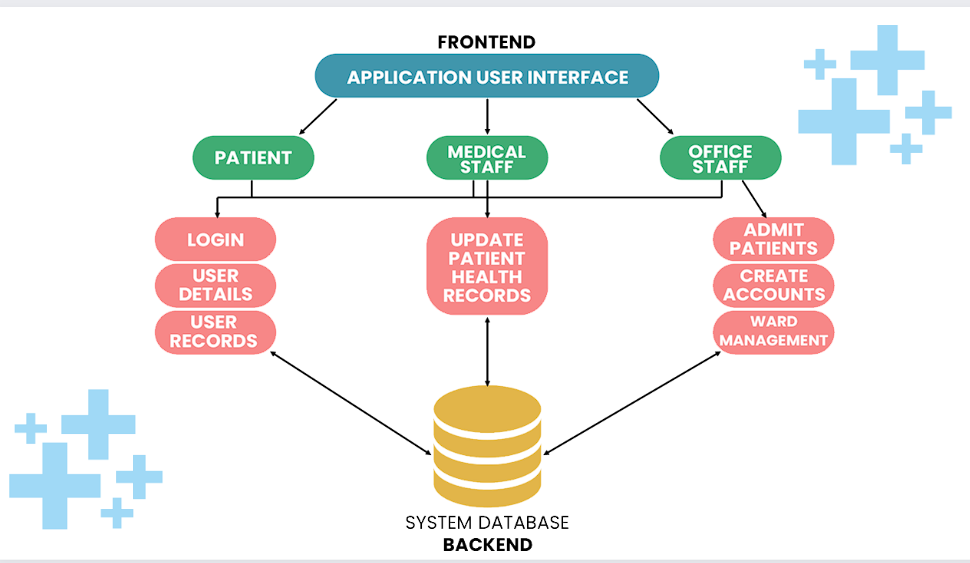 FRONTEND
APPLICATION USER INTERFACE
PATIENT
MEDICAL
STAFF
OFFICE
STAFF
LOGIN
USER
DETAILS
USER
RECORDS
UPDATE
PATIENT
HEALTH
RECORDS
ADMIT
PATIENTS
CREATE
ACCOUNTS
WARD
MANAGEMENT
SYSTEM DATABASE
BACKEND